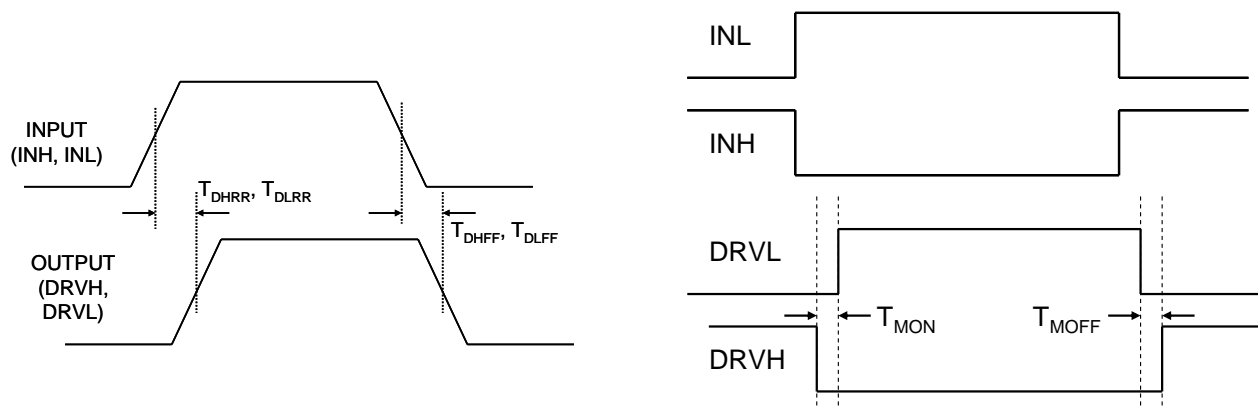 INPUT
(INH, INL)
T_DHRR, T_DLRR
T_DHFF, T_DLFF
OUTPUT
(DRVH,
DRVL)
INL
INH
DRVL
T_MON
T_MOFF
DRVH